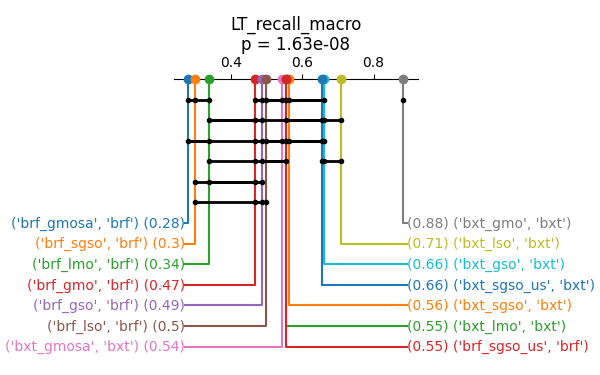 LT_recall_macro
p = 1.63e-08
0.4 0.6 0.8
('brf_gmosa', 'brf') (0.28) (0.88) ('bxt_gmo', 'bxt')
('brf_sgso', 'brf') (0.3) (0.71) ('bxt_lso', 'bxt')
('brf_lmo', 'brf') (0.34) (0.66) ('bxt_gso', 'bxt')
('brf_gmo', 'brf') (0.47) (0.66) ('bxt_sgso_us', 'bxt')
('brf_gso', 'brf') (0.49) (0.56) ('bxt_sgso', 'bxt')
('brf_lso', 'brf') (0.5) (0.55) ('bxt_lmo', 'bxt')
('bxt_gmosa', 'bxt') (0.54) (0.55) ('brf_sgso_us', 'brf')